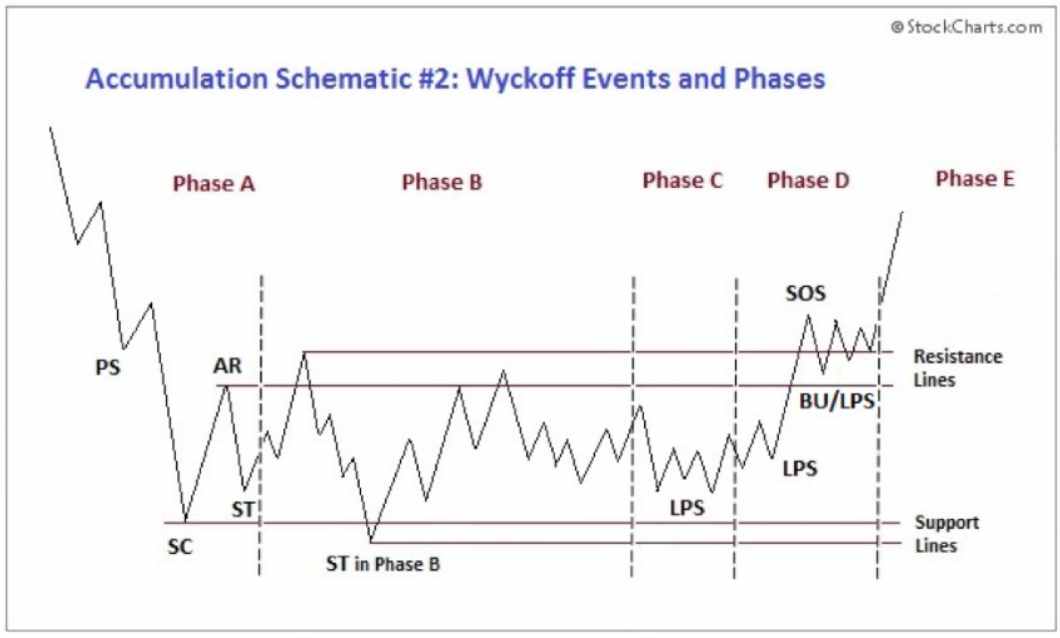 © StockCharts.com
Accumulation Schematic #2: Wyckoff Events and Phases
Phase A
Phase B
Phase C
Phase D
Phase E
SOS
PS
AR
Resistance
Lines
BU/LPS
LPS
ST
LPS
SC
Support
Lines
ST in Phase B